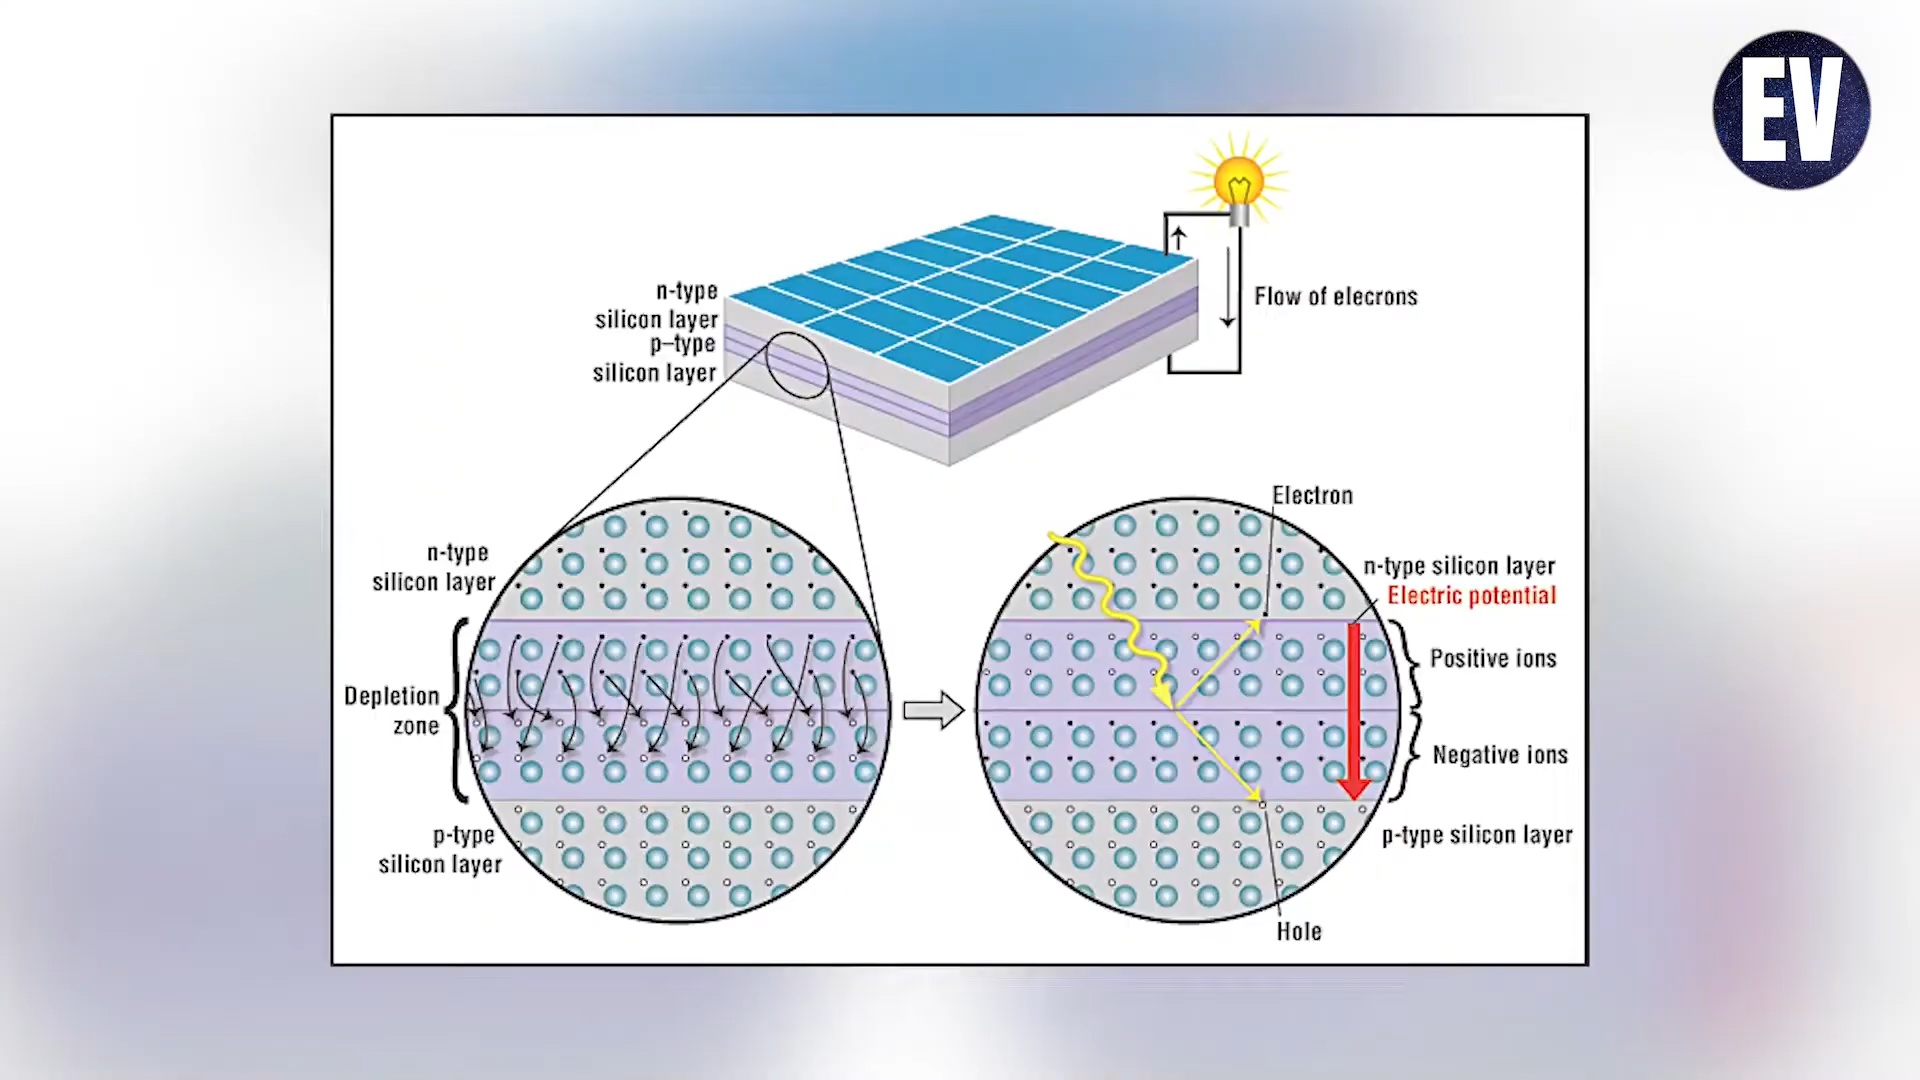 EV
n-type
silicon layer
p–type
silicon layer
Flow of elecrons
Electron
n-type
silicon layer
n-type silicon layer
Electric potential
Positive ions
Depletion
zone
Negative ions
p-type
silicon layer
p-type silicon layer
Hole